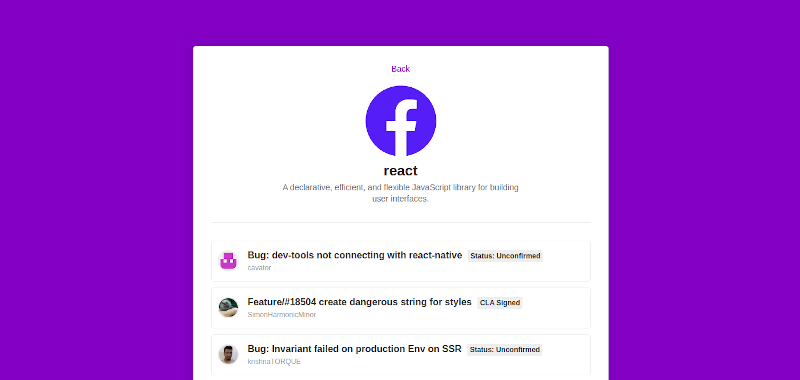 Back
react
A declarative, efficient, and flexible JavaScript library for building
user interfaces.
Bug: dev-tools not connecting with react-native Status: Unconfirmed
cavator
Feature/#18504 create dangerous string for styles CLA Signed
SimonHarmonicMinor
Bug: Invariant failed on production Env on SSR Status: Unconfirmed
krishnaTORQUE